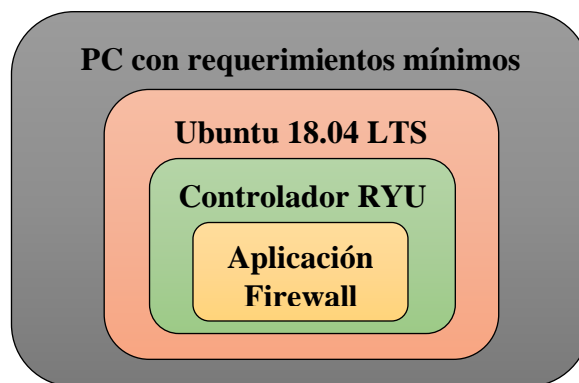 PC con requerimientos mínimos
Ubuntu 18.04 LTS
Controlador RYU
Aplicación
Firewall